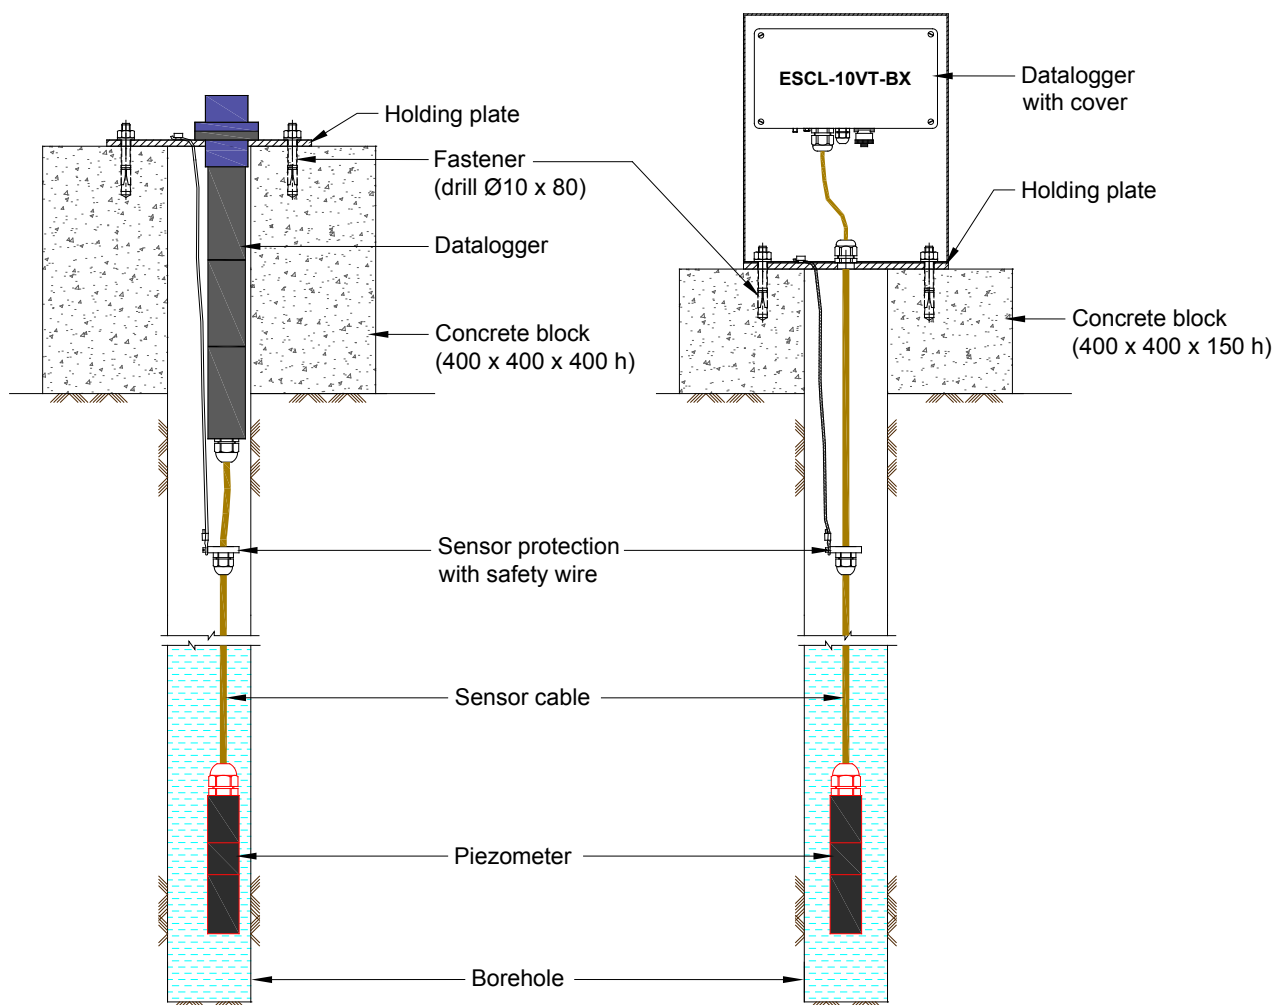 ESCL-10VT-BX
Datalogger
with cover
Holding plate
Fastener
(drill Ø10 x 80)
Holding plate
Datalogger
Concrete block
(400 x 400 x 400 h)
Concrete block
(400 x 400 x 150 h)
Sensor protection
with safety wire
Sensor cable
Piezometer
Borehole